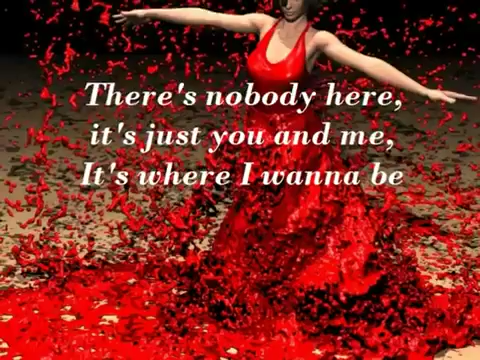 There's nobody here,
it's just you and me,
It's where I wanna be